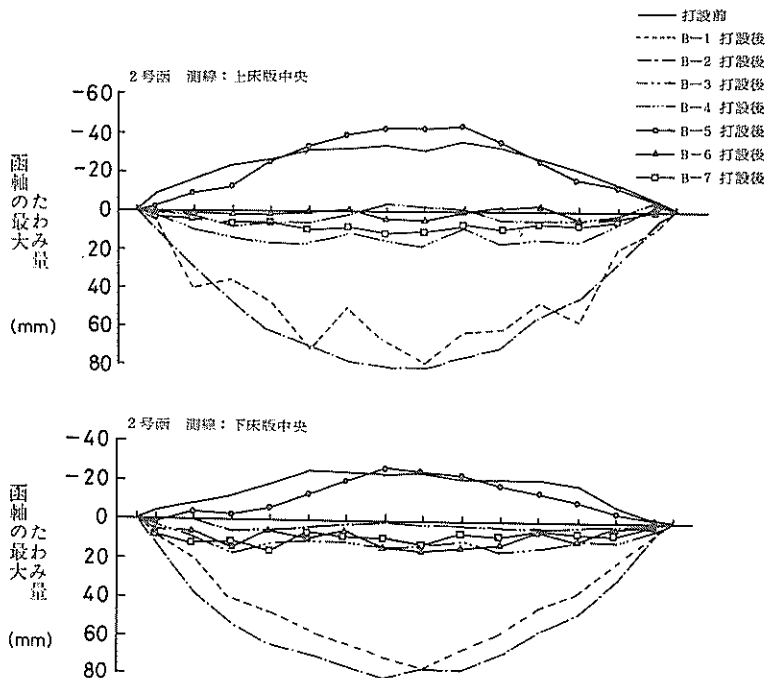 打設前
B-1 打設後
B-2 打設後
B-3 打設後
B-4 打設後
B-5 打設後
B-6 打設後
B-7 打設後
2号函 測線：上床版中央
-60
-40
-20
0
20
40
60
80
函軸の最大
たわみ量
(mm)
2号函 測線：下床版中央
-40
-20
0
20
40
60
80
函軸の最大
たわみ量
(mm)